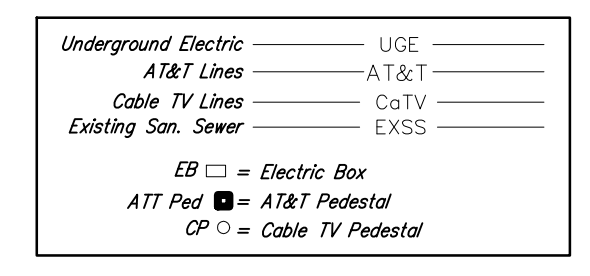 Underground Electric UGE
AT&T Lines AT&T
Cable TV Lines CaTV
Existing San. Sewer EXSS
EB = Electric Box
ATT Ped = AT&T Pedestal
CP = Cable TV Pedestal